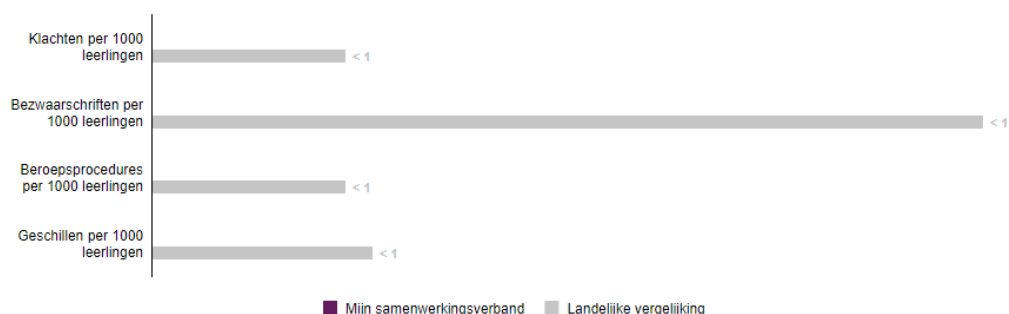 Klachten per 1000
leerlingen
< 1
Bezwaarschriften per
1000 leerlingen
< 1
Beroepsprocedures
per 1000 leerlingen
< 1
Geschillen per 1000
leerlingen
< 1
Mijn samenwerkingsverband
Landelijke vergelijking